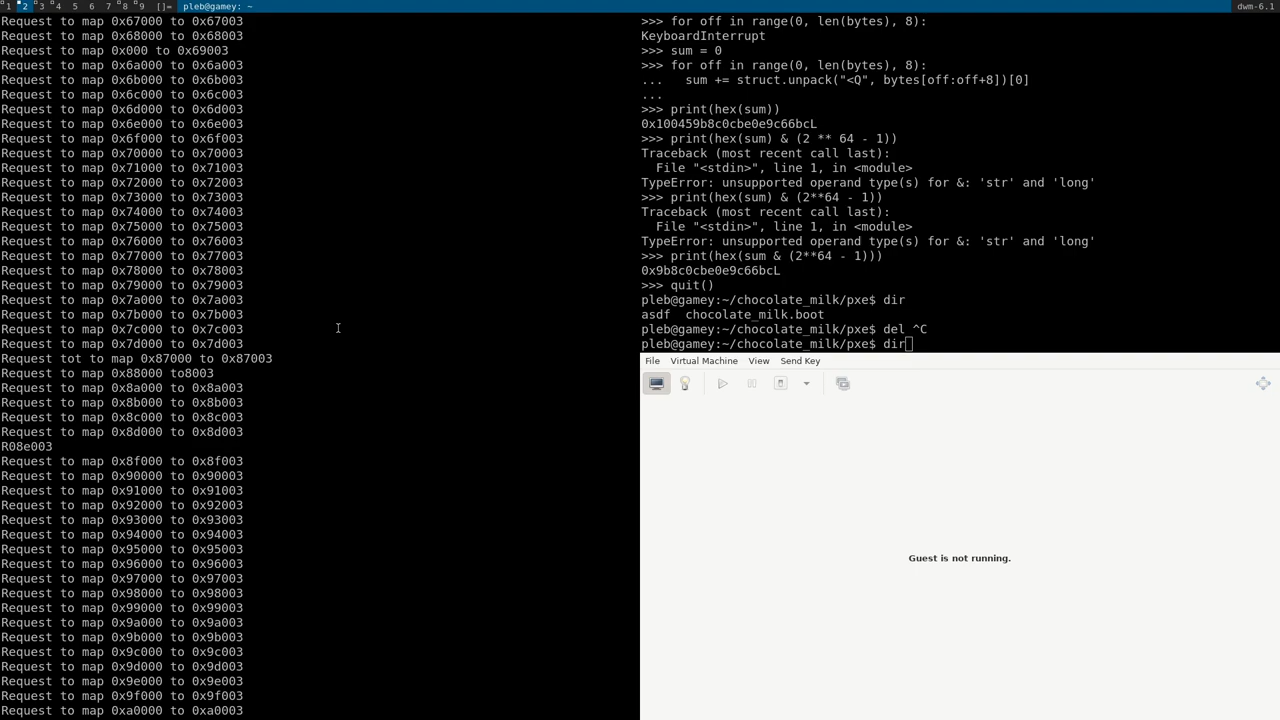 1 2 3 4 5 6 7 8 9 []= pleb@gamey: ~ dwm-6.1
Request to map 0x67000 to 0x67003
Request to map 0x68000 to 0x68003
Request to map 0x000 to 0x69003
Request to map 0x6a000 to 0x6a003
Request to map 0x6b000 to 0x6b003
Request to map 0x6c000 to 0x6c003
Request to map 0x6d000 to 0x6d003
Request to map 0x6e000 to 0x6e003
Request to map 0x6f000 to 0x6f003
Request to map 0x70000 to 0x70003
Request to map 0x71000 to 0x71003
Request to map 0x72000 to 0x72003
Request to map 0x73000 to 0x73003
Request to map 0x74000 to 0x74003
Request to map 0x75000 to 0x75003
Request to map 0x76000 to 0x76003
Request to map 0x77000 to 0x77003
Request to map 0x78000 to 0x78003
Request to map 0x79000 to 0x79003
Request to map 0x7a000 to 0x7a003
Request to map 0x7b000 to 0x7b003
Request to map 0x7c000 to 0x7c003
Request to map 0x7d000 to 0x7d003
Request tot to map 0x87000 to 0x87003
Request to map 0x88000 to8003
Request to map 0x8a000 to 0x8a003
Request to map 0x8b000 to 0x8b003
Request to map 0x8c000 to 0x8c003
Request to map 0x8d000 to 0x8d003
R08e003
Request to map 0x8f000 to 0x8f003
Request to map 0x90000 to 0x90003
Request to map 0x91000 to 0x91003
Request to map 0x92000 to 0x92003
Request to map 0x93000 to 0x93003
Request to map 0x94000 to 0x94003
Request to map 0x95000 to 0x95003
Request to map 0x96000 to 0x96003
Request to map 0x97000 to 0x97003
Request to map 0x98000 to 0x98003
Request to map 0x99000 to 0x99003
Request to map 0x9a000 to 0x9a003
Request to map 0x9b000 to 0x9b003
Request to map 0x9c000 to 0x9c003
Request to map 0x9d000 to 0x9d003
Request to map 0x9e000 to 0x9e003
Request to map 0x9f000 to 0x9f003
Request to map 0xa0000 to 0xa0003
>>> for off in range(0, len(bytes), 8):
KeyboardInterrupt
>>> sum = 0
>>> for off in range(0, len(bytes), 8):
...   sum += struct.unpack("<Q", bytes[off:off+8])[0]
...
>>> print(hex(sum))
0x100459b8c0cbe0e9c66bcL
>>> print(hex(sum) & (2 ** 64 - 1))
Traceback (most recent call last):
  File "<stdin>", line 1, in <module>
TypeError: unsupported operand type(s) for &: 'str' and 'long'
>>> print(hex(sum) & (2**64 - 1))
Traceback (most recent call last):
  File "<stdin>", line 1, in <module>
TypeError: unsupported operand type(s) for &: 'str' and 'long'
>>> print(hex(sum & (2**64 - 1)))
0x9b8c0cbe0e9c66bcL
>>> quit()
pleb@gamey:~/chocolate_milk/pxe$ dir
asdf  chocolate_milk.boot
pleb@gamey:~/chocolate_milk/pxe$ del ^C
pleb@gamey:~/chocolate_milk/pxe$ dir
File Virtual Machine View Send Key
Guest is not running.